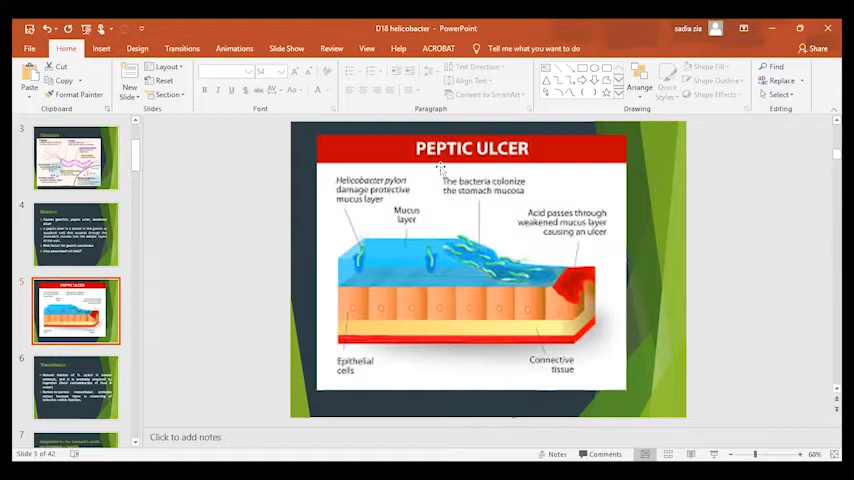 D18 helicobacter - PowerPoint
sadia zia
File Home Insert Design Transitions Animations Slide Show Review View Help ACROBAT Tell me what you want to do Share
Paste
Cut
Copy
Format Painter
Clipboard
New
Slide
Layout
Reset
Section
Slides
54
Font
Text Direction
Align Text
Convert to SmartArt
Paragraph
Arrange
Quick
Styles
Shape Fill
Shape Outline
Shape Effects
Drawing
Find
Replace
Select
Editing
3
4
5
PEPTIC ULCER
6
Transmission
7
PEPTIC ULCER
Helicobacter pylori
damage protective
mucus layer
Mucus
layer
The bacteria colonize
the stomach mucosa
Acid passes through
weakened mucus layer
causing an ulcer
Epithelial
cells
Connective
tissue
Click to add notes
Slide 5 of 42
Notes
Comments
68%